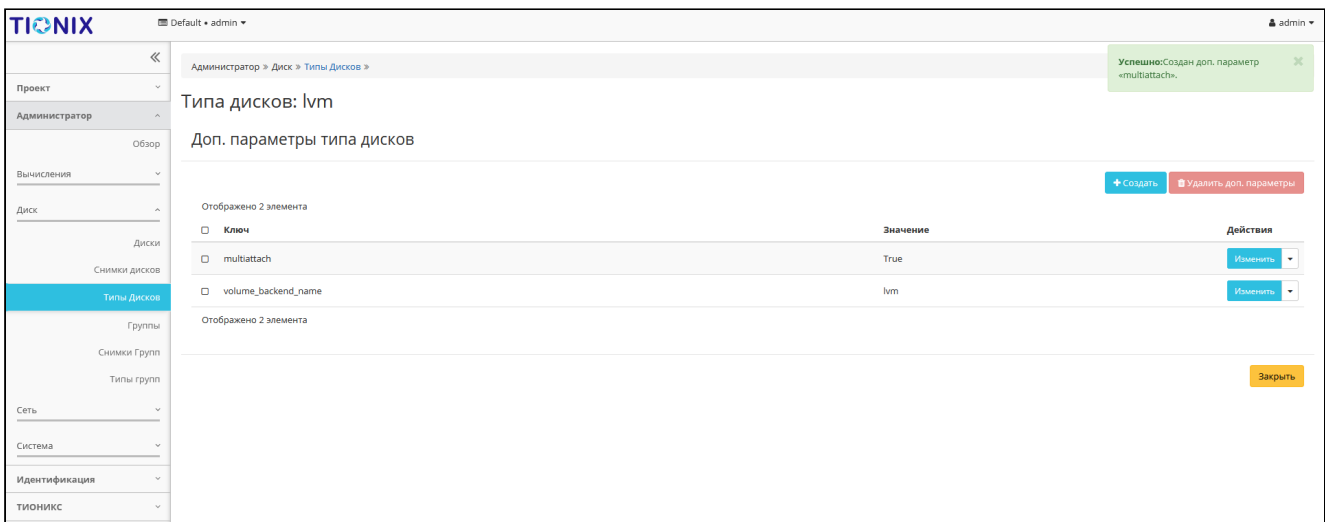 TIONIX
Default • admin
admin
Успешно:Создан доп. параметр
«multiattach».
Администратор » Диск » Типы Дисков »
Проект
Администратор
Обзор
Вычисления
Диск
Диски
Снимки дисков
Типы Дисков
Группы
Снимки Групп
Типы групп
Сеть
Система
Идентификация
ТИОНИКС
Типа дисков: lvm
Доп. параметры типа дисков
+ Создать Удалить доп. параметры
Отображено 2 элемента
Ключ Значение Действия
multiattach True Изменить
volume_backend_name lvm Изменить
Отображено 2 элемента
Закрыть